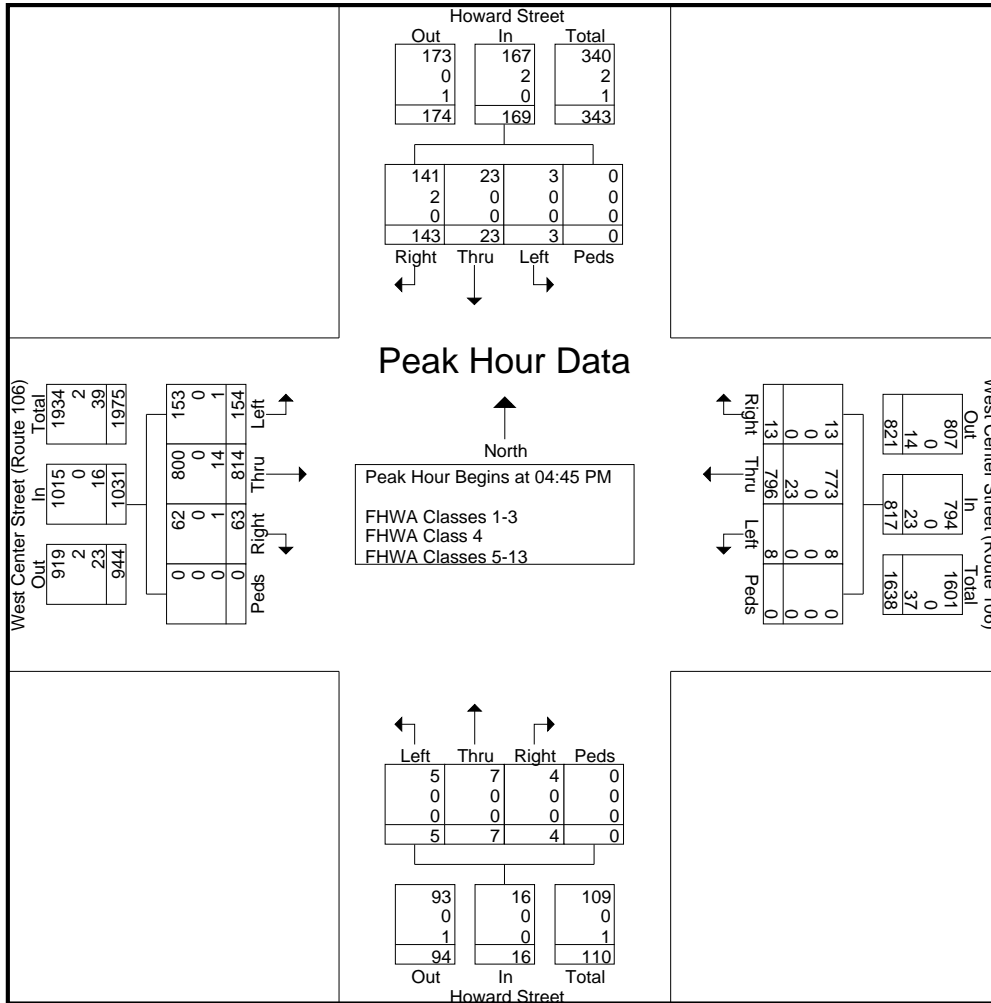 Howard Street
Out In Total
173 167 340
0 2 2
1 0 1
174 169 343
141 23 3 0
2 0 0 0
0 0 0 0
143 23 3 0
Right Thru Left Peds
Peak Hour Data
West Center Street (Route 106)
Out In Total
919 1015 1934
2 0 2
23 16 39
944 1031 1975
0 62 800 153
0 0 0 0
0 1 14 1
0 63 814 154
Peds Right Thru Left
North
Peak Hour Begins at 04:45 PM
FHWA Classes 1-3
FHWA Class 4
FHWA Classes 5-13
West Center Street (Route 106)
Out In Total
807 794 1601
0 0 0
14 23 37
821 817 1638
13 773 8 0
0 0 0 0
0 23 0 0
13 796 8 0
Right Thru Left Peds
Left Thru Right Peds
5 7 4 0
0 0 0 0
0 0 0 0
5 7 4 0
93 16 109
0 0 0
1 0 1
94 16 110
Out In Total
Howard Street